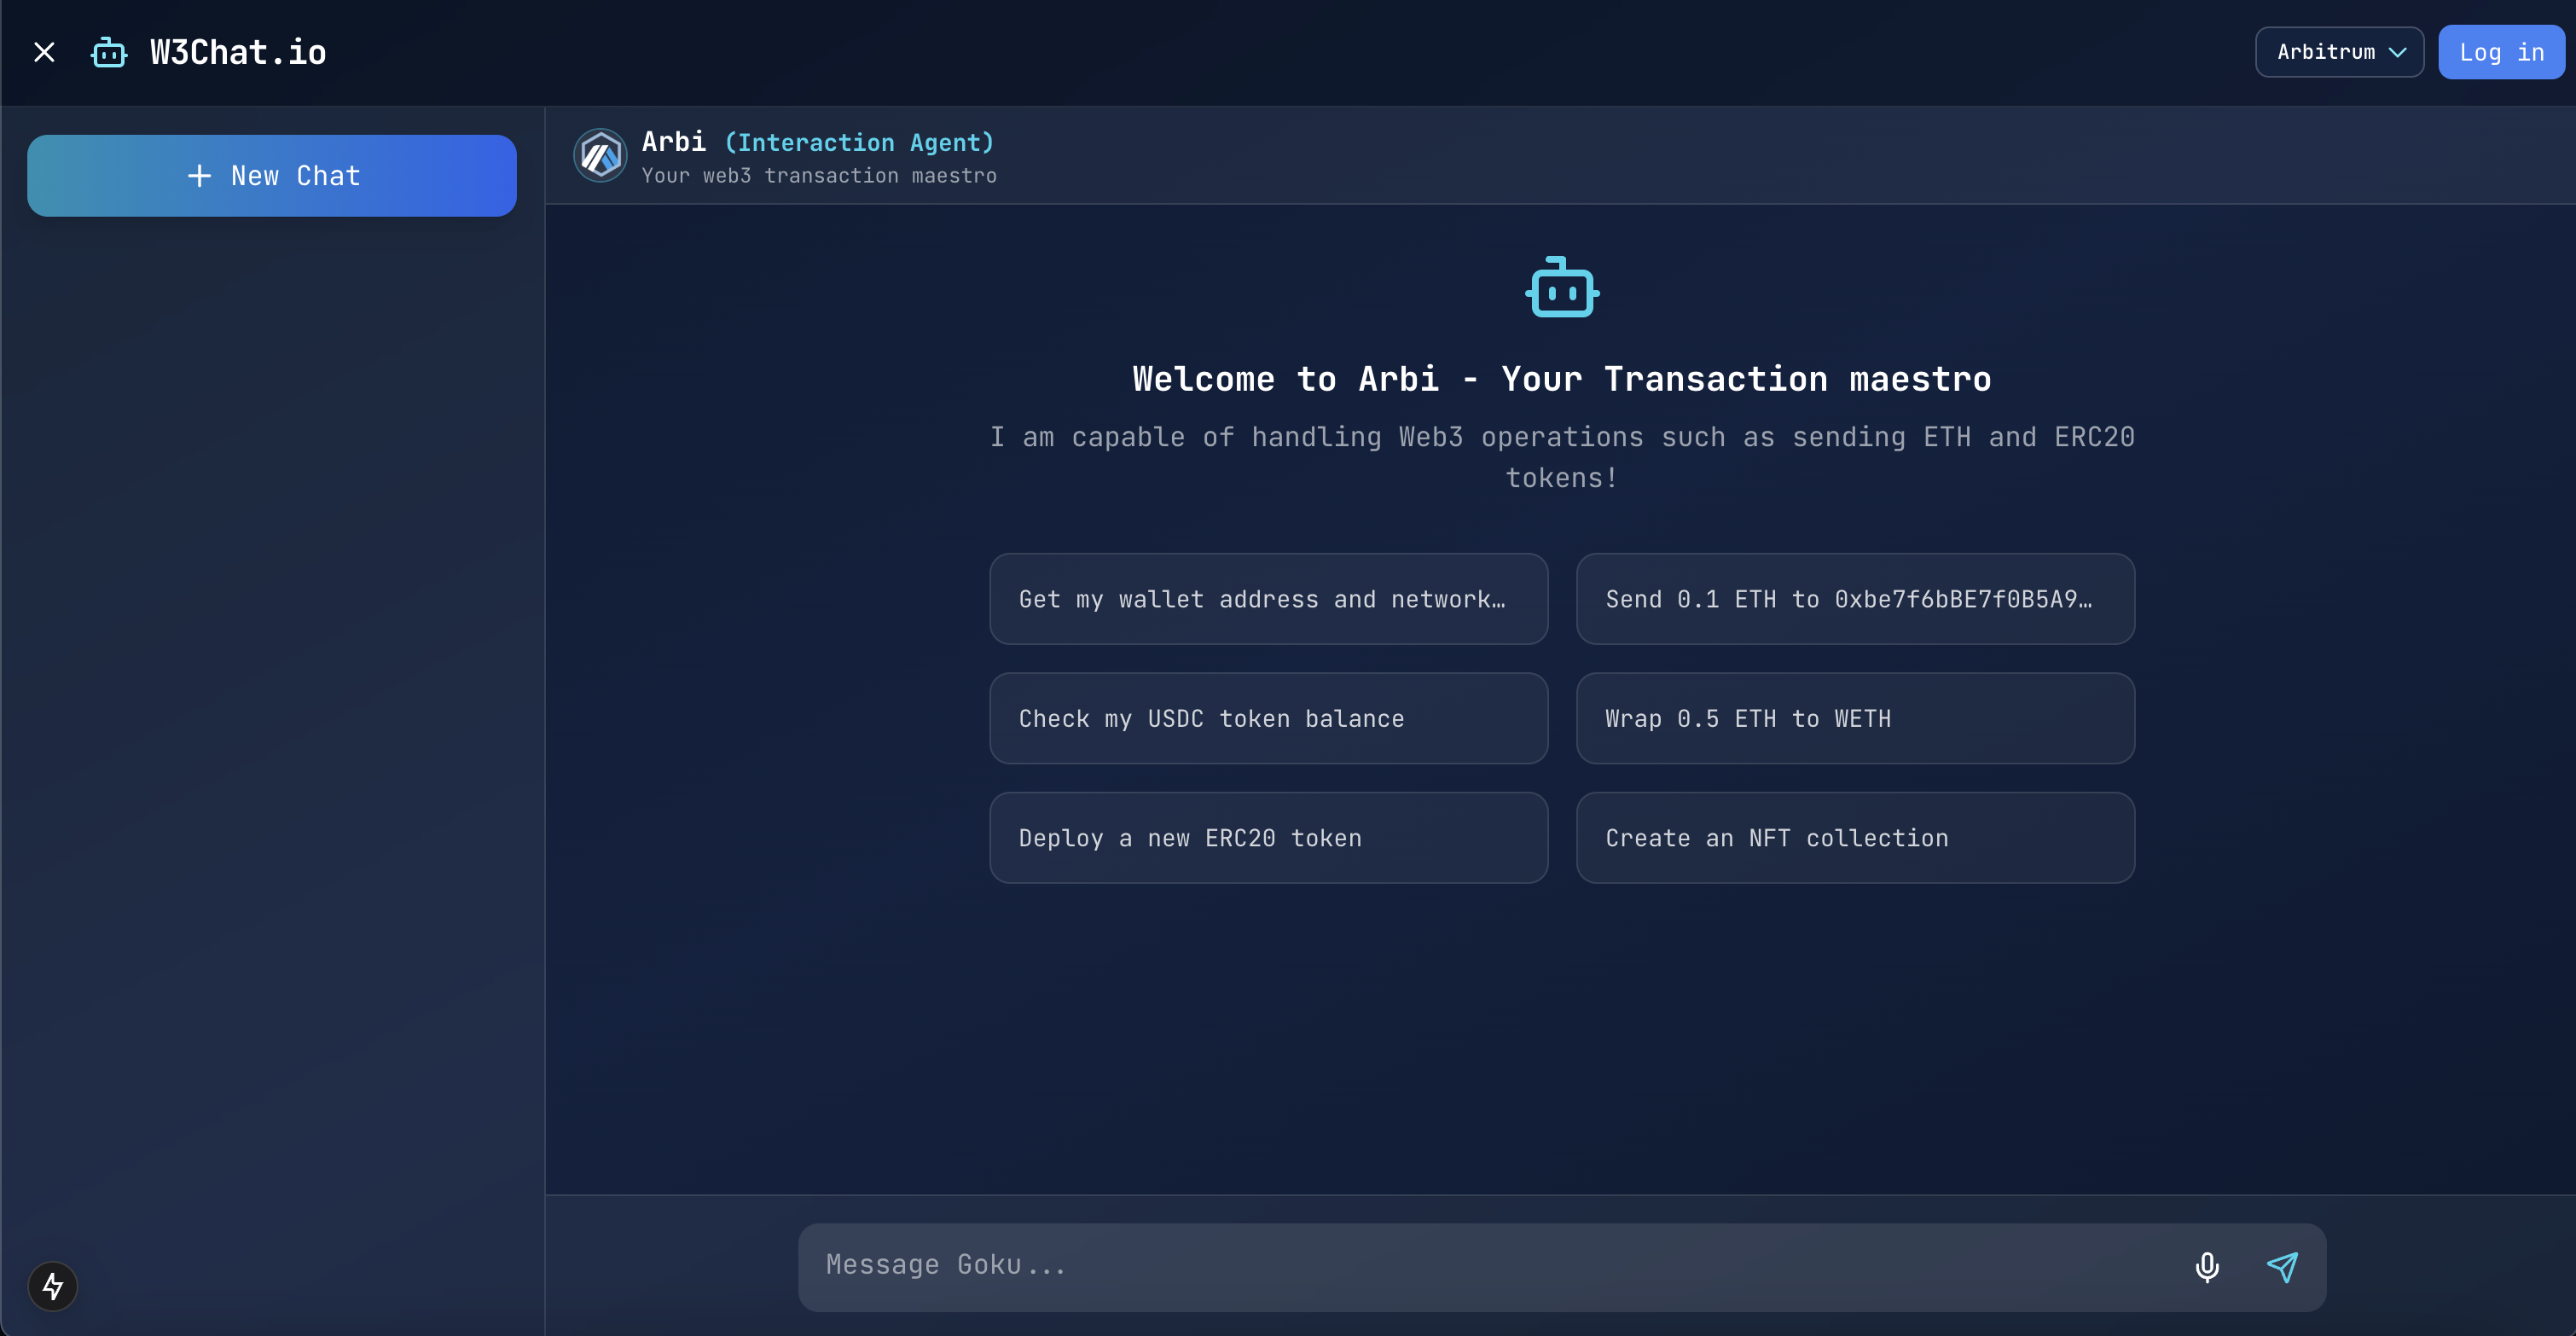 W3Chat.io
Arbitrum
Log in
New Chat
Arbi (Interaction Agent)
Your web3 transaction maestro
Welcome to Arbi - Your Transaction maestro
I am capable of handling Web3 operations such as sending ETH and ERC20
tokens!
Get my wallet address and network…
Send 0.1 ETH to 0xbe7f6bBE7f0B5A9…
Check my USDC token balance
Wrap 0.5 ETH to WETH
Deploy a new ERC20 token
Create an NFT collection
Message Goku...